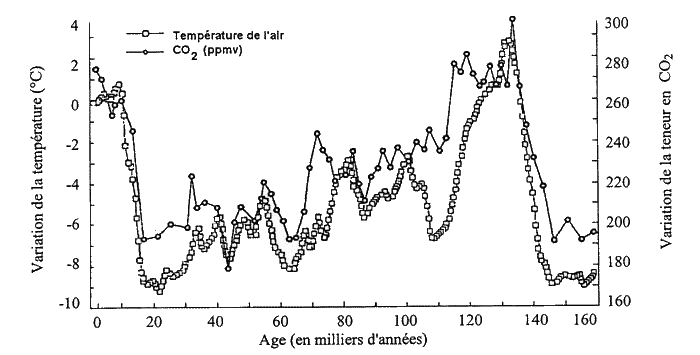 Température de l'air
CO2 (ppmv)
Variation de la température (°C)
4
2
0
-2
-4
-6
-8
-10
300
280
260
240
220
200
180
160
Variation de la teneur en CO2
0 20 40 60 80 100 120 140 160
Age (en milliers d'années)